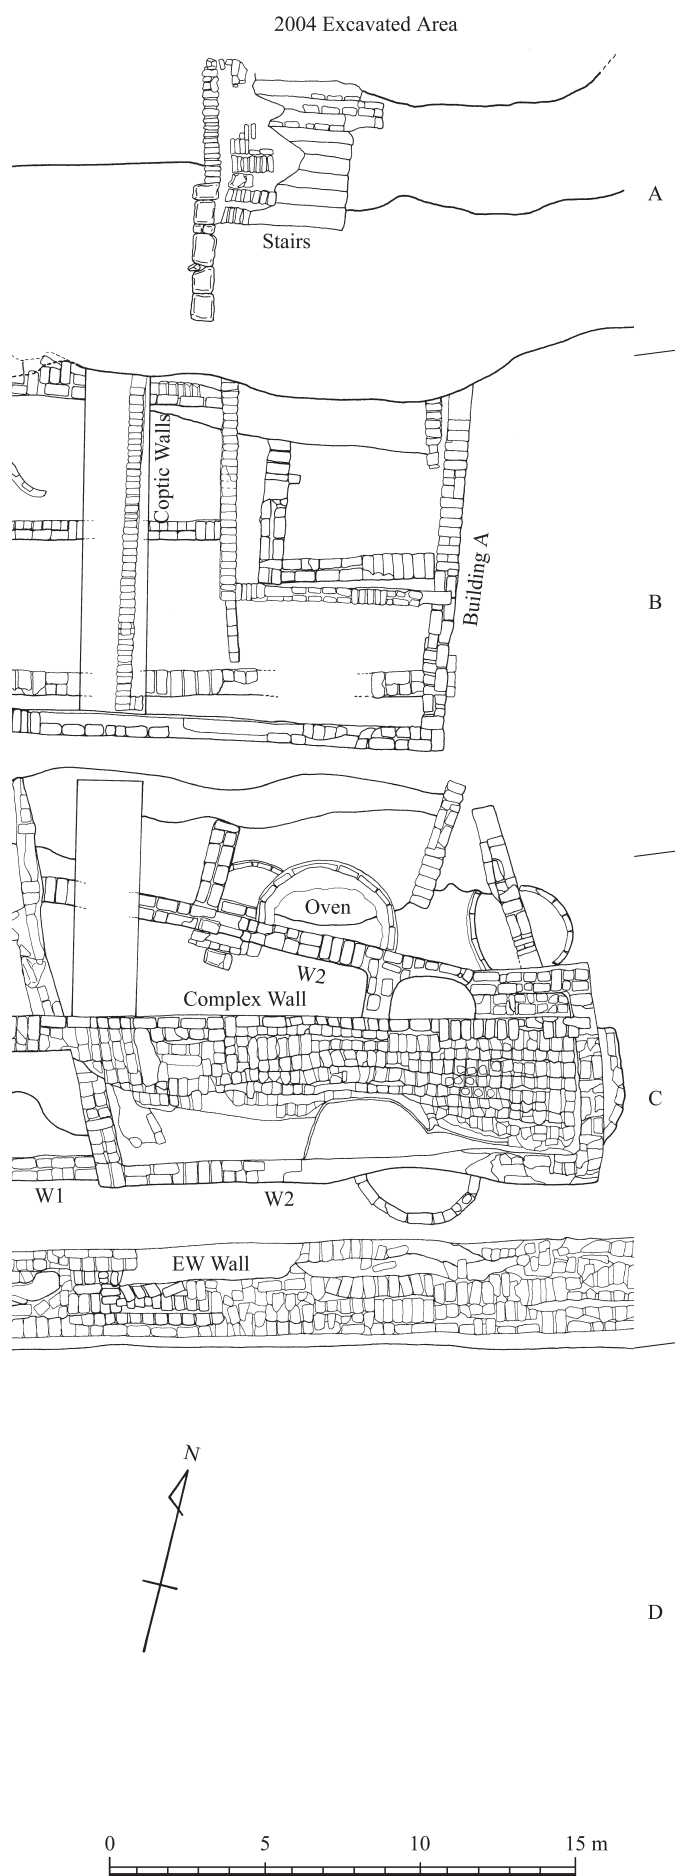 2004 Excavated Area
A
Stairs
Coptic Walls
Building A
B
Oven
W2
Complex Wall
C
W1
W2
EW Wall
N
D
0 5 10 15 m